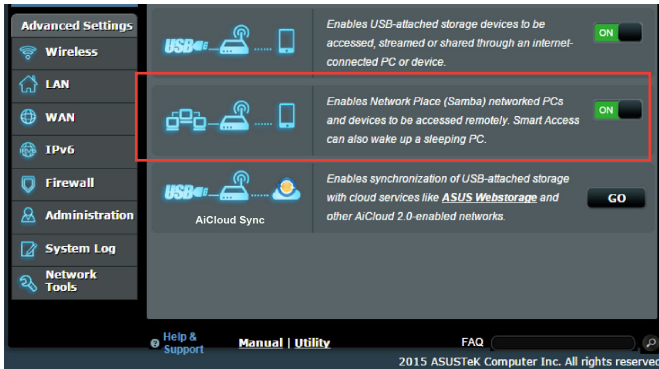 Advanced Settings
Wireless
LAN
WAN
IPv6
Firewall
Administration
System Log
Network
Tools
USB
Enables USB-attached storage devices to be
accessed, streamed or shared through an internet-
connected PC or device.
ON
Enables Network Place (Samba) networked PCs
and devices to be accessed remotely. Smart Access
can also wake up a sleeping PC.
ON
USB
AiCloud Sync
Enables synchronization of USB-attached storage
with cloud services like ASUS Webstorage and
other AiCloud 2.0-enabled networks.
GO
Help &
Support
Manual | Utility
FAQ
2015 ASUSTeK Computer Inc. All rights reserved